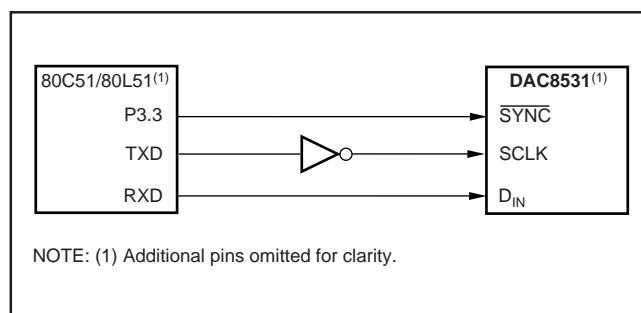 80C51/80L51(1)
DAC8531(1)
P3.3
SYNC
TXD
SCLK
RXD
DIN
NOTE: (1) Additional pins omitted for clarity.